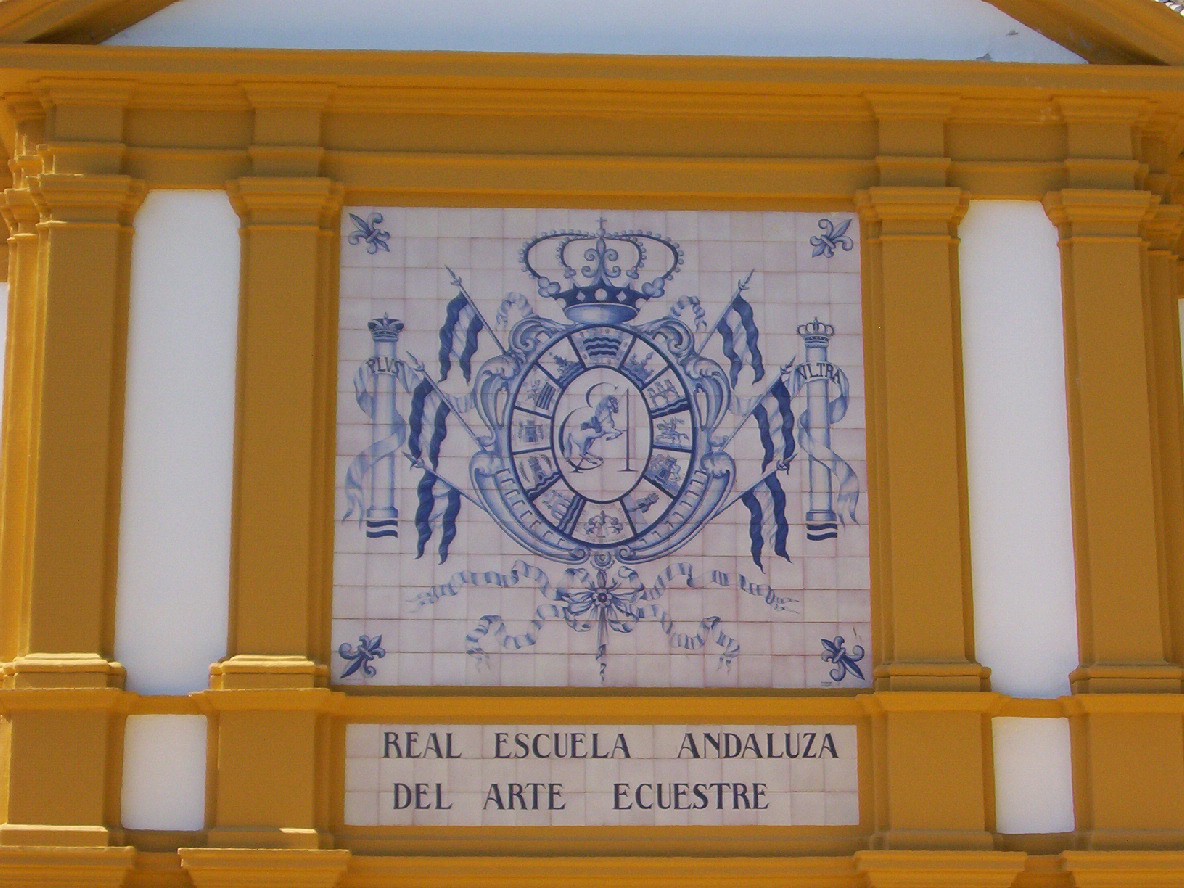 PLVS
VLTRA
REAL ESCUELA ANDALUZA
DEL ARTE ECUESTRE